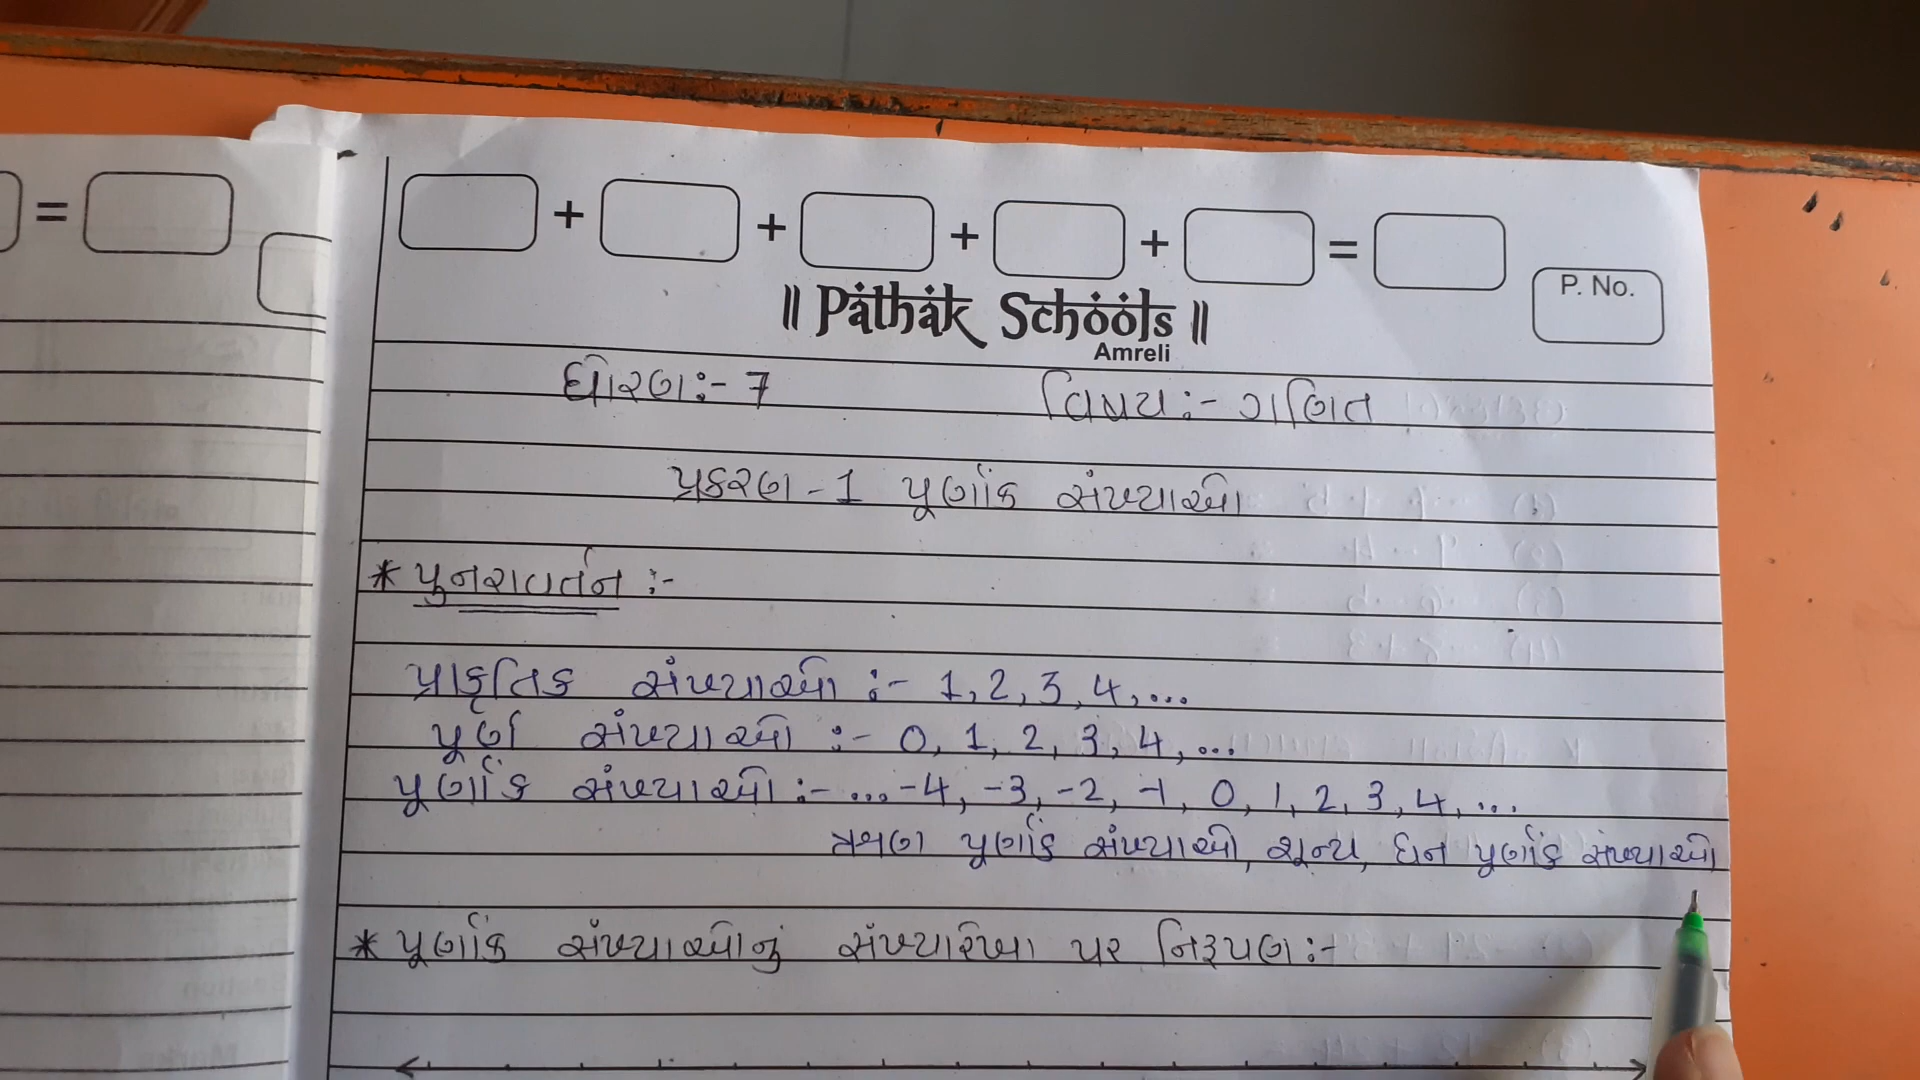 = + + + + =
P. No.
|| Pathak Schools ||
Amreli
ધોરણ:- 7 વિષય:- ગણિત
પ્રકરણ-1 પૂર્ણાંક સંખ્યાઓ
* પુનરાવર્તન :-
પ્રાકૃતિક સંખ્યાઓ :- 1, 2, 3, 4, ...
પૂર્ણ સંખ્યાઓ :- 0, 1, 2, 3, 4, ...
પૂર્ણાંક સંખ્યાઓ :- ... -4, -3, -2, -1, 0, 1, 2, 3, 4, ...
પૂર્ણાંક સંખ્યાઓ, શૂન્ય, ધન પૂર્ણાંક સંખ્યાઓ
* પૂર્ણાંક સંખ્યાઓનું સંખ્યારેખા પર નિરૂપણ :-